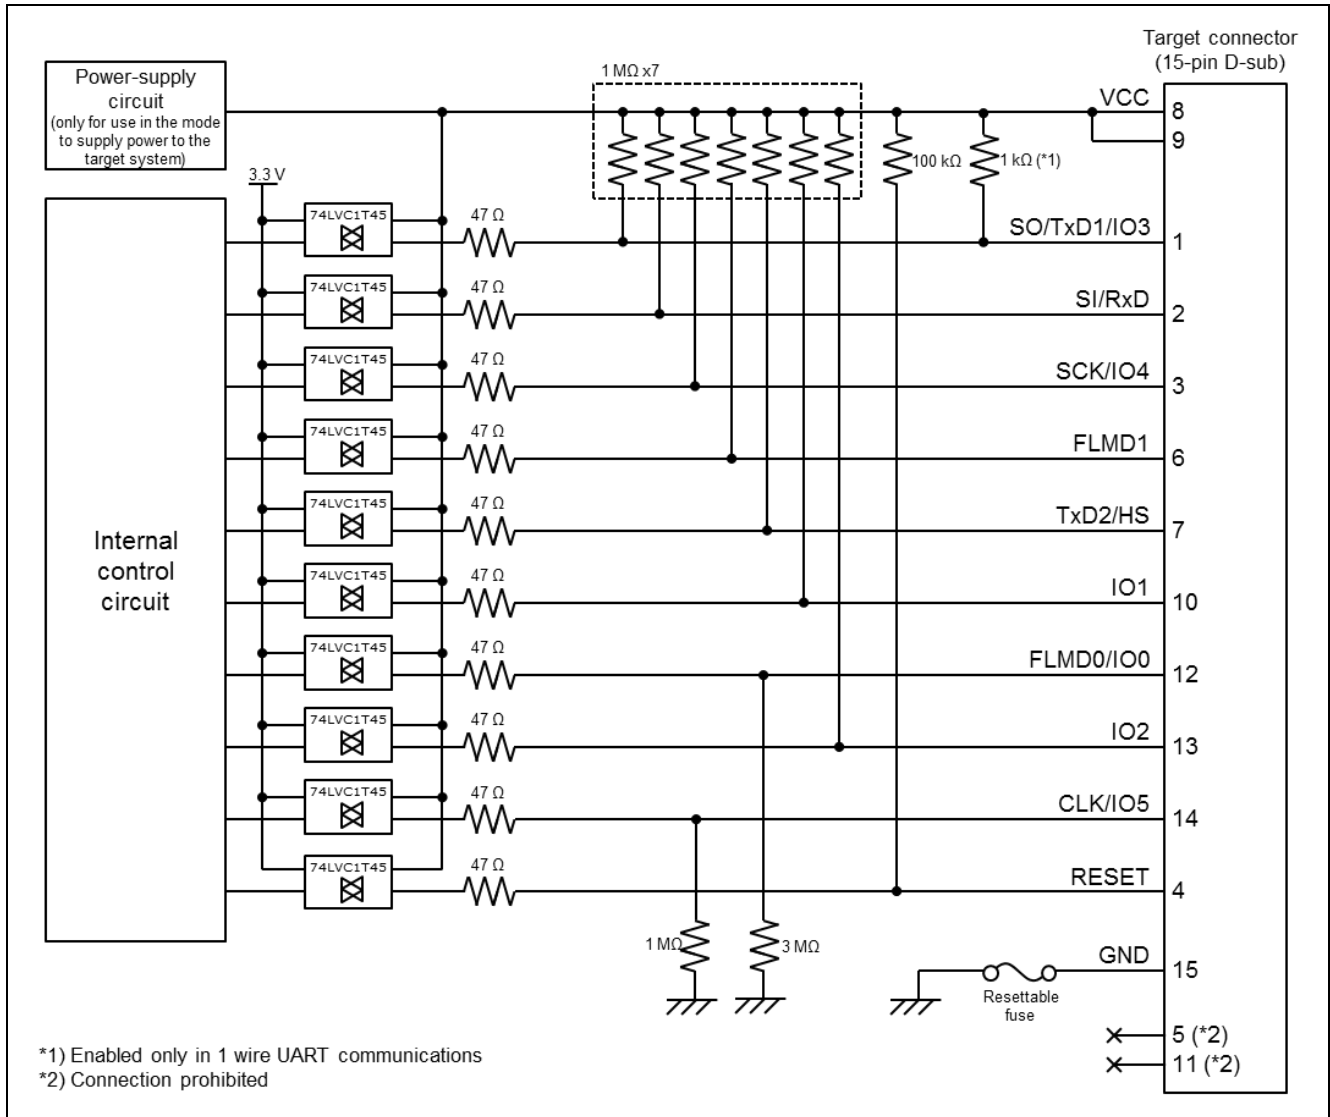 Target connector
(15-pin D-sub)
Power-supply
circuit
(only for use in the mode
to supply power to the
target system)
1 MΩ x7
VCC
8
9
100 kΩ
1 kΩ (*1)
3.3 V
74LVC1T45
47 Ω
SO/TxD1/IO3
1
74LVC1T45
47 Ω
SI/RxD
2
74LVC1T45
47 Ω
SCK/IO4
3
74LVC1T45
47 Ω
FLMD1
6
74LVC1T45
47 Ω
TxD2/HS
7
Internal
control
circuit
74LVC1T45
47 Ω
IO1
10
74LVC1T45
47 Ω
FLMD0/IO0
12
74LVC1T45
47 Ω
IO2
13
74LVC1T45
47 Ω
CLK/IO5
14
74LVC1T45
47 Ω
RESET
4
1 MΩ
3 MΩ
GND
15
Resettable
fuse
5 (*2)
11 (*2)
*1) Enabled only in 1 wire UART communications
*2) Connection prohibited